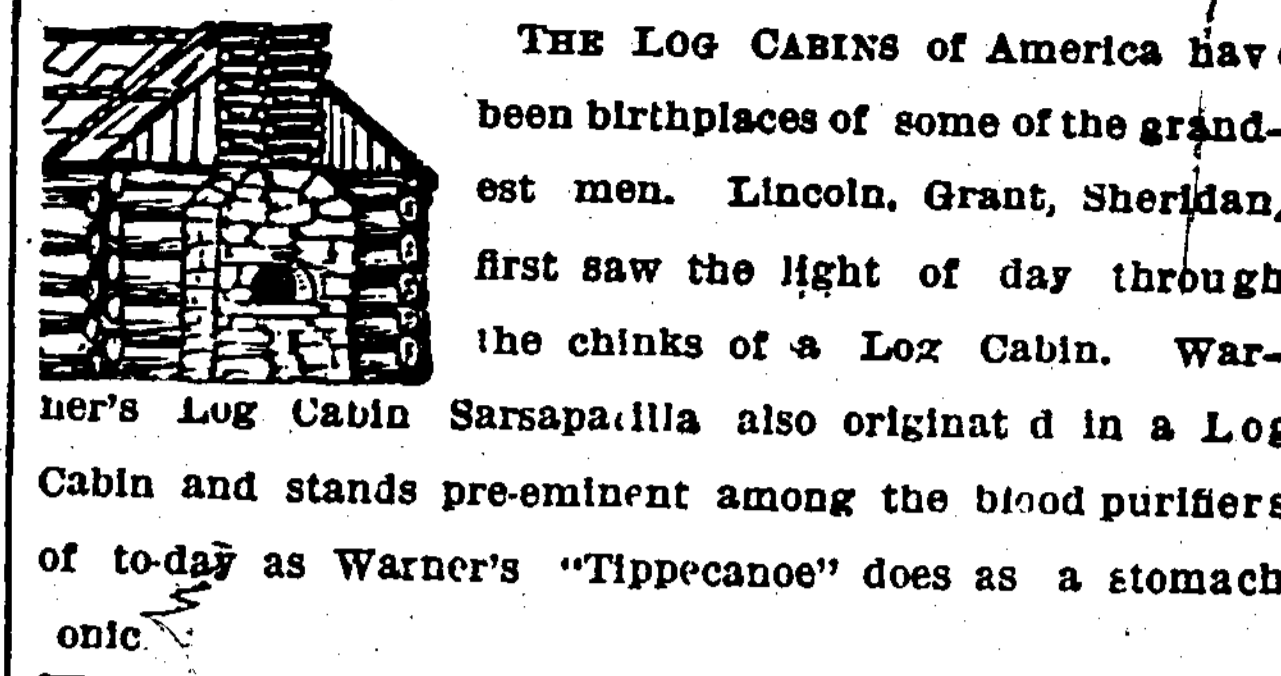 THE LOG CABINS of America have
been birthplaces of some of the grand-
est men. Lincoln, Grant, Sheridan,
first saw the light of day through
the chinks of a Log Cabin. War-
ner's Log Cabin Sarsaparilla also originat d in a Log
Cabin and stands pre-eminent among the blood purifiers
of to-day as Warner's "Tippecanoe" does as a stomach
onic.